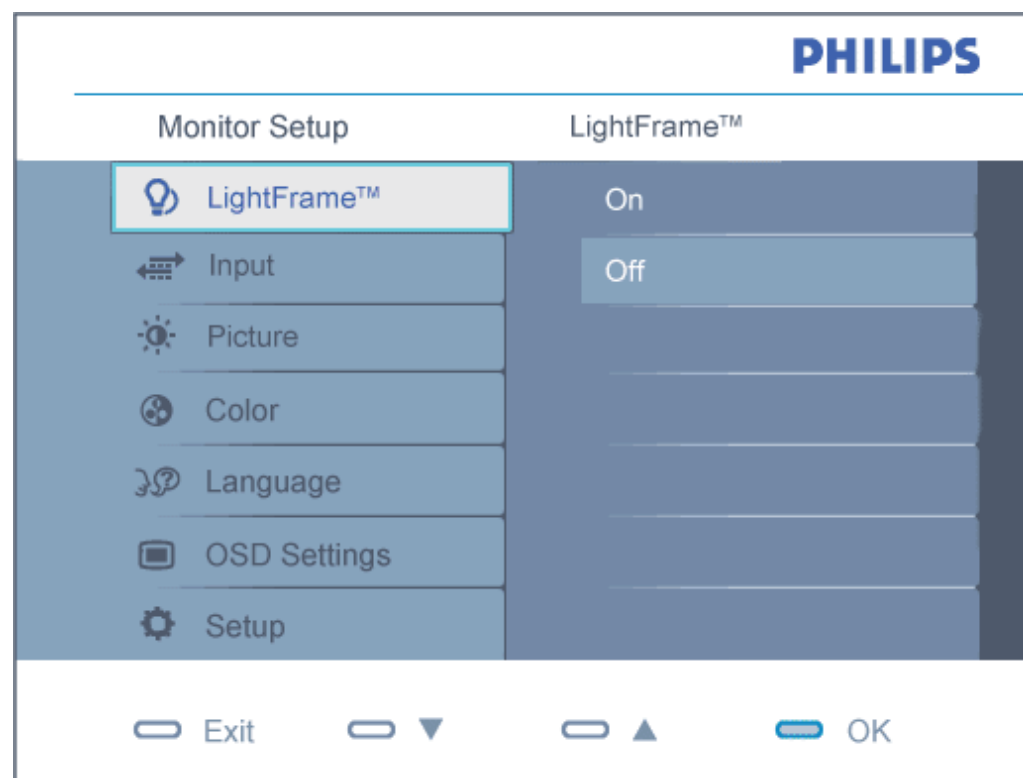 PHILIPS
Monitor Setup
LightFrame™
LightFrame™
On
Input
Off
Picture
Color
Language
OSD Settings
Setup
Exit ▼ ▲ OK